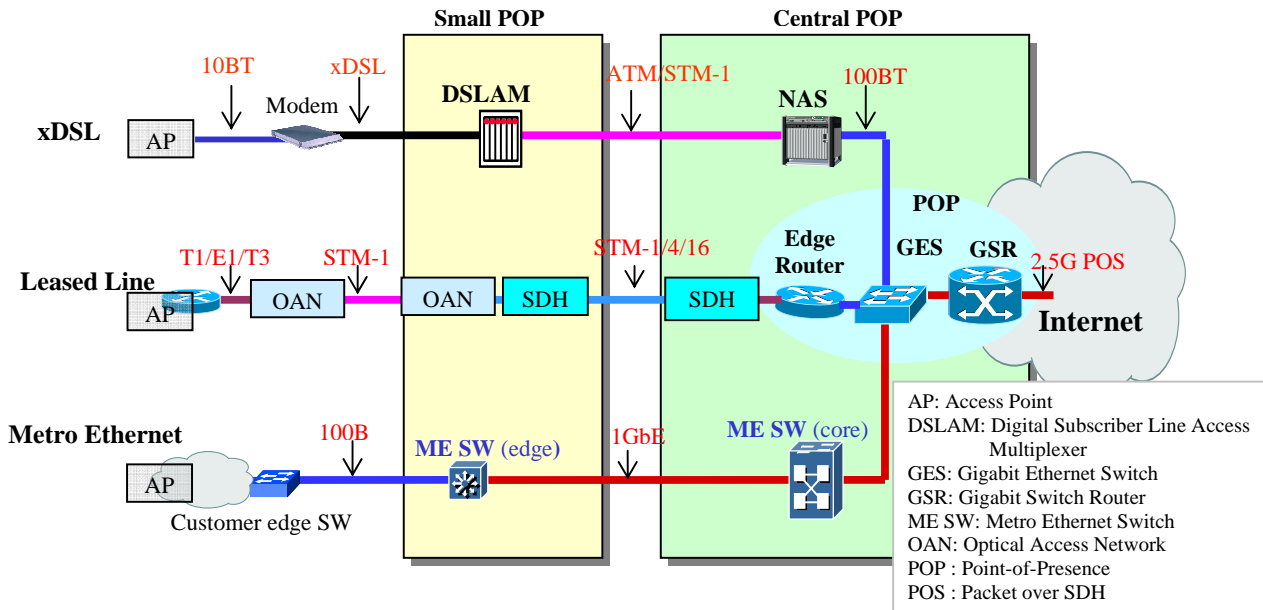 Small POP
Central POP
10BT
xDSL
ATM/STM-1
100BT
Modem
DSLAM
NAS
xDSL
AP
POP
Edge
Router
GES
GSR
T1/E1/T3
STM-1
STM-1/4/16
2.5G POS
Leased Line
AP
OAN
OAN
SDH
SDH
Internet
Metro Ethernet
100B
ME SW (edge)
1GbE
ME SW (core)
AP
Customer edge SW
AP: Access Point
DSLAM: Digital Subscriber Line Access
Multiplexer
GES: Gigabit Ethernet Switch
GSR: Gigabit Switch Router
ME SW: Metro Ethernet Switch
OAN: Optical Access Network
POP : Point-of-Presence
POS : Packet over SDH